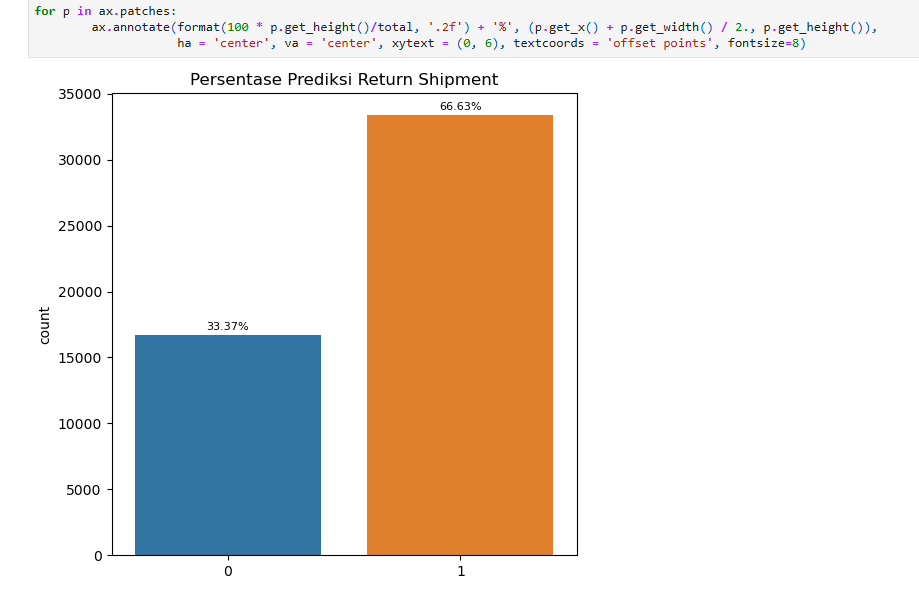 for p in ax.patches:
ax.annotate(format(100 * p.get_height()/total, '.2f') + '%', (p.get_x() + p.get_width() / 2., p.get_height()),
ha = 'center', va = 'center', xytext = (0, 6), textcoords = 'offset points', fontsize=8)
Persentase Prediksi Return Shipment
35000
66.63%
30000
25000
20000
count
33.37%
15000
10000
5000
0
0 1